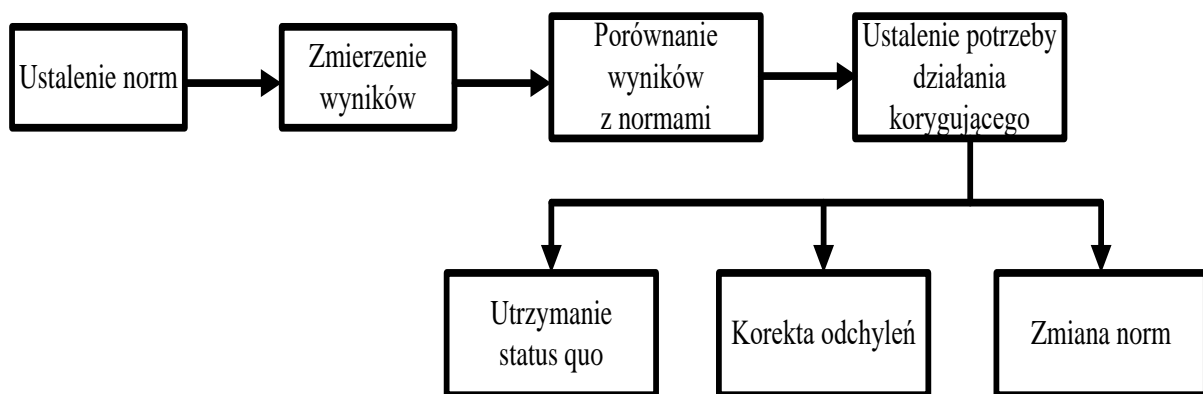 Ustalenie norm
Zmierzenie
wyników
Porównanie
wyników
z normami
Ustalenie potrzeby
działania
korygującego
Utrzymanie
status quo
Korekta odchyleń
Zmiana norm